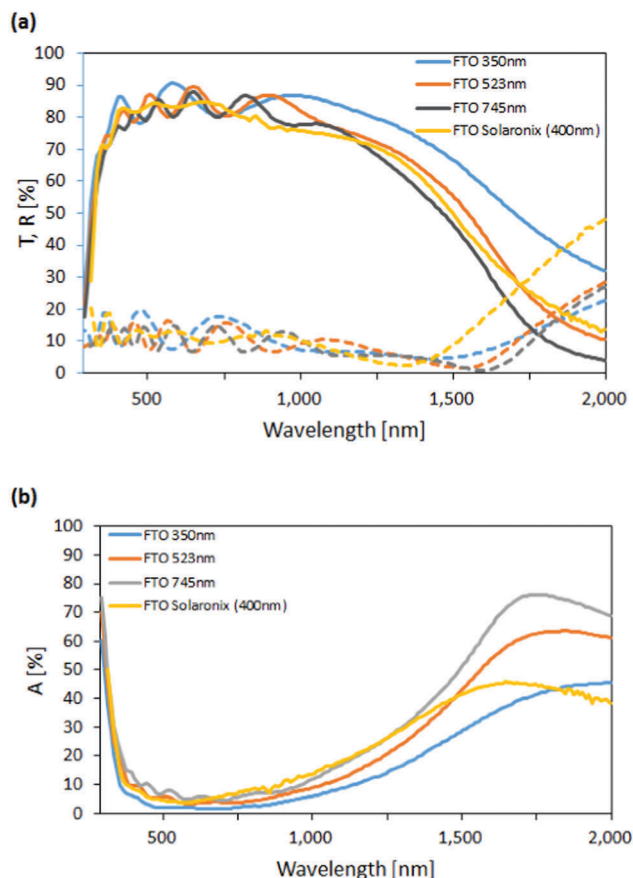 (a)
100
90
80
70
60
50
40
30
20
10
0
T, R [%]
FTO 350nm
FTO 523nm
FTO 745nm
FTO Solaronix (400nm)
500 1,000 1,500 2,000
Wavelength [nm]
(b)
100
90
80
70
60
50
40
30
20
10
0
A [%]
FTO 350nm
FTO 523nm
FTO 745nm
FTO Solaronix (400nm)
500 1,000 1,500 2,000
Wavelength [nm]